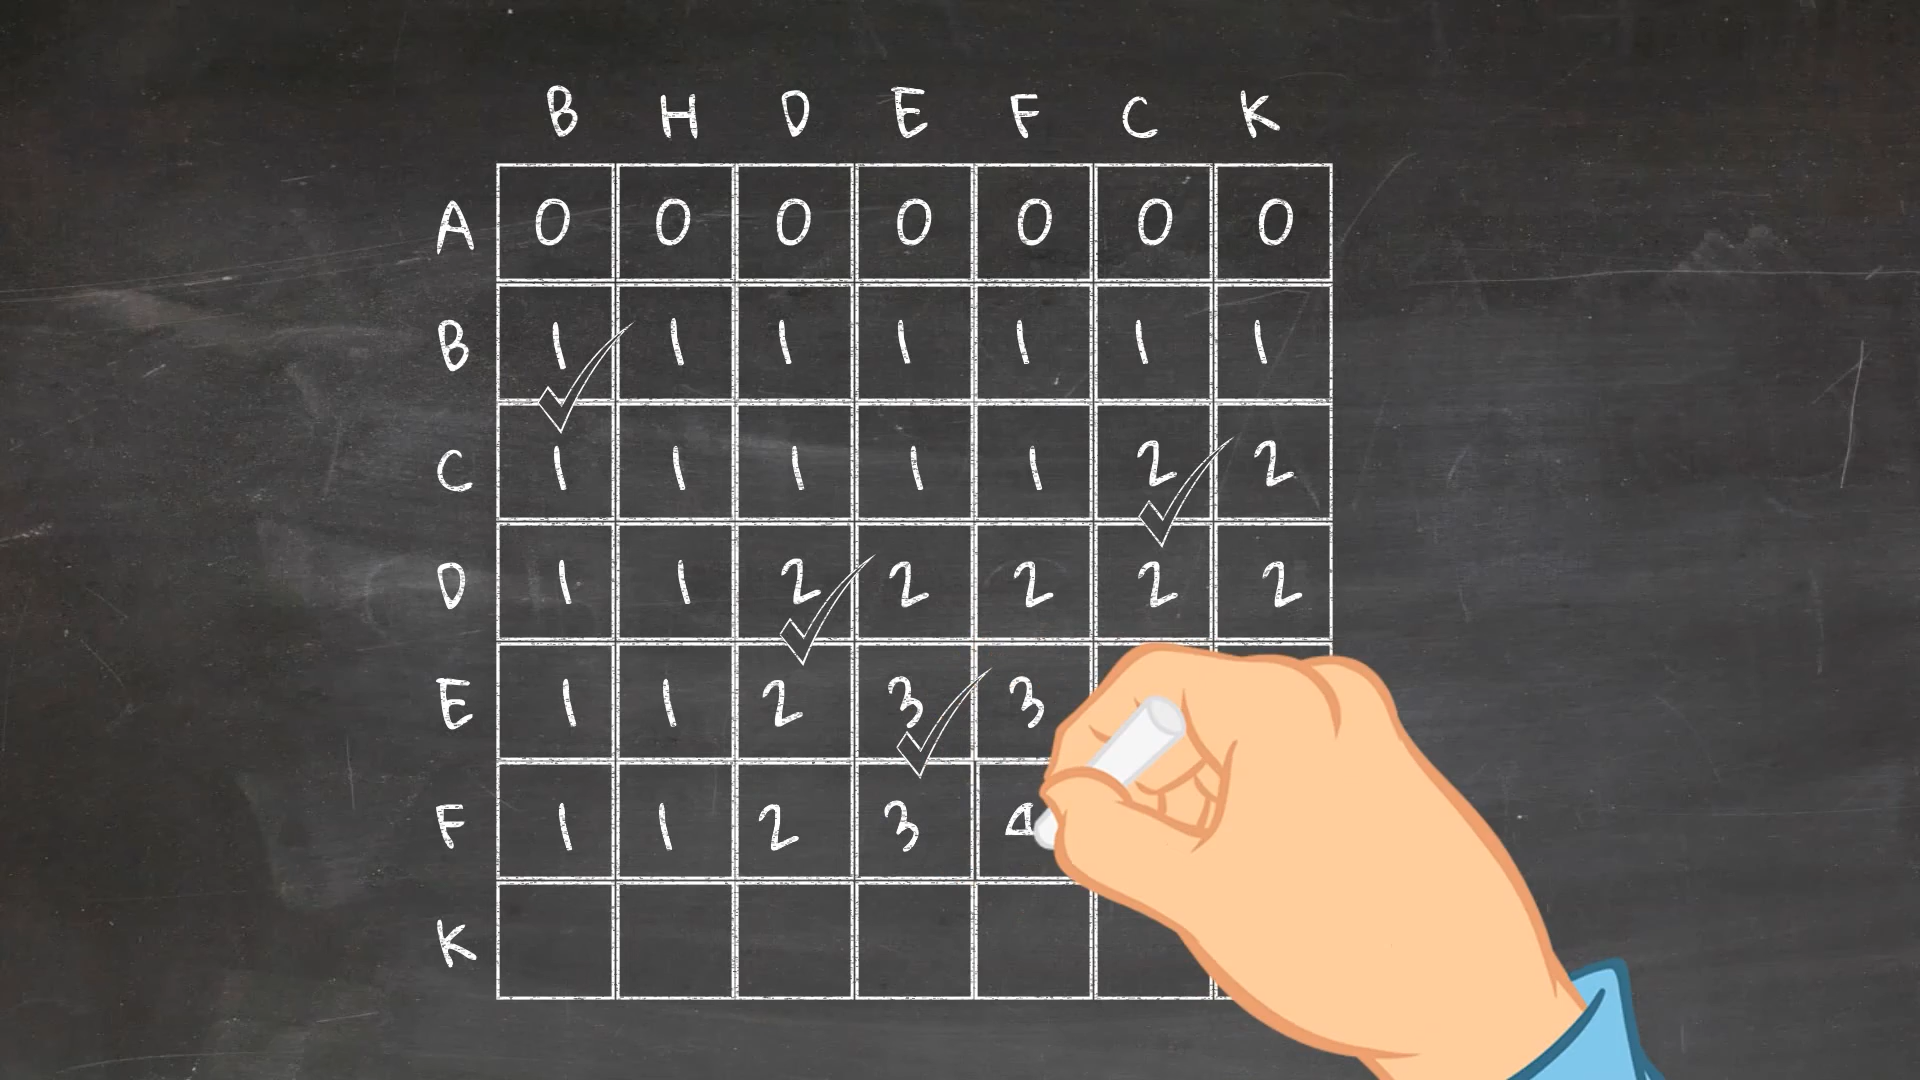 B H D E F C K
A 0 0 0 0 0 0 0
B 1 1 1 1 1 1 1
C 1 1 1 1 1 2 2
D 1 1 2 2 2 2 2
E 1 1 2 3 3
F 1 1 2 3 4
K